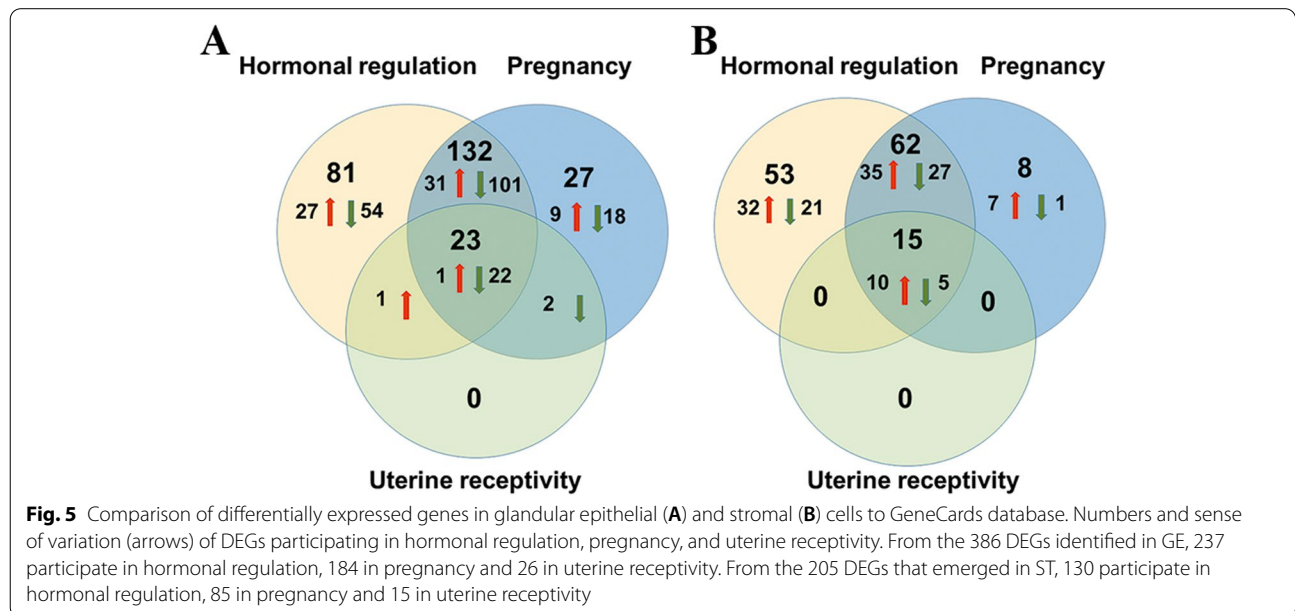 A
B
Hormonal regulation Pregnancy
Hormonal regulation Pregnancy
81
27 54
132
31 101
27
9 18
23
1 22
1
2
0
Uterine receptivity
53
32 21
62
35 27
8
7 1
15
10 5
0
0
0
Uterine receptivity
Fig. 5 Comparison of differentially expressed genes in glandular epithelial (A) and stromal (B) cells to GeneCards database. Numbers and sense
of variation (arrows) of DEGs participating in hormonal regulation, pregnancy, and uterine receptivity. From the 386 DEGs identified in GE, 237
participate in hormonal regulation, 184 in pregnancy and 26 in uterine receptivity. From the 205 DEGs that emerged in ST, 130 participate in
hormonal regulation, 85 in pregnancy and 15 in uterine receptivity